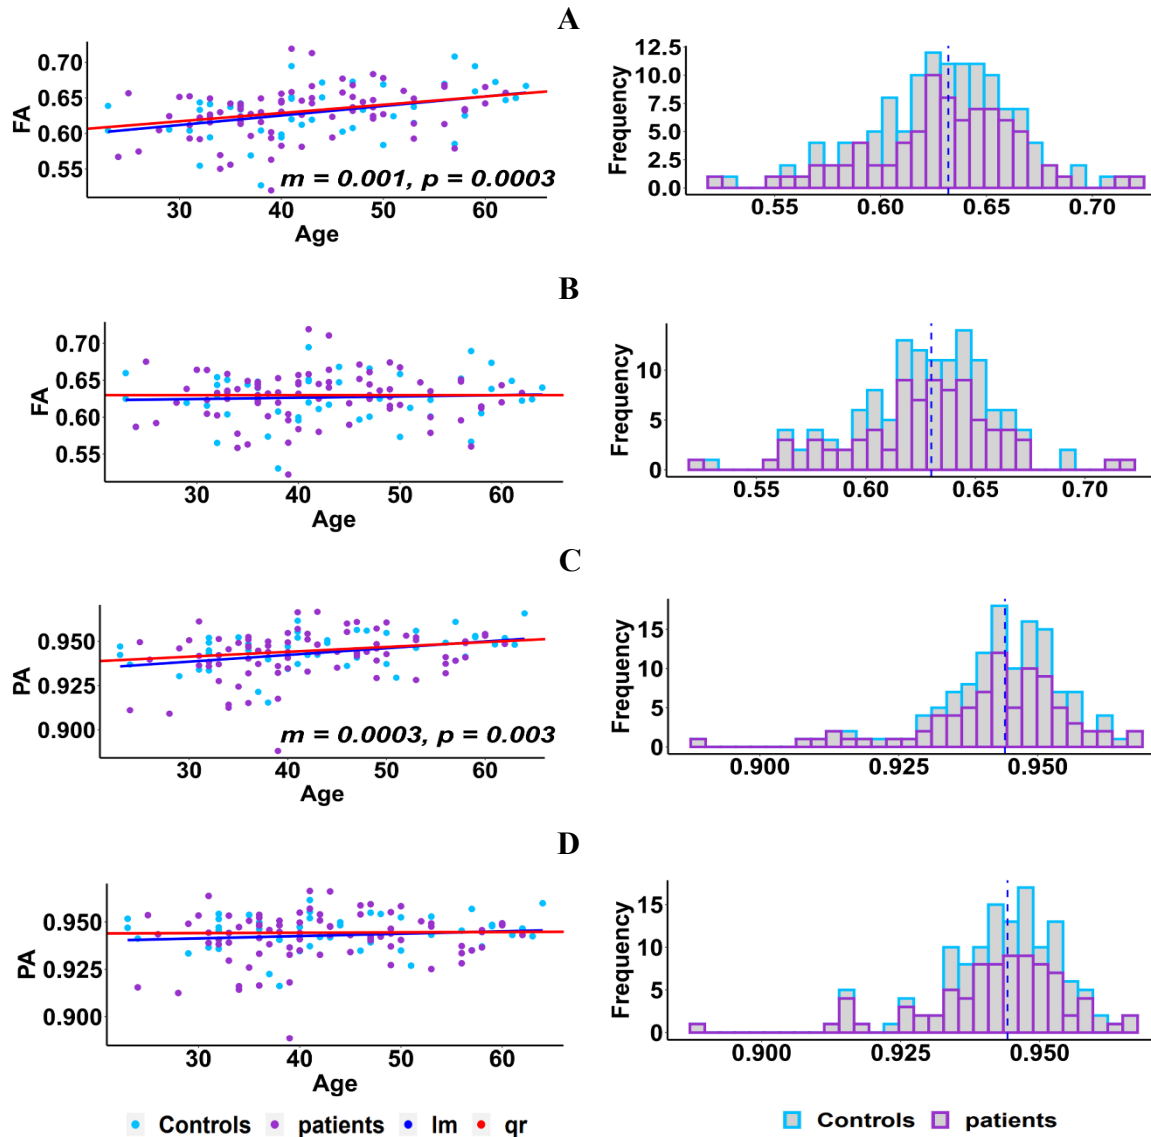 A
FA
0.70
0.65
0.60
0.55
m = 0.001, p = 0.0003
30 40 50 60
Age
Frequency
12.5
10.0
7.5
5.0
2.5
0.0
0.55 0.60 0.65 0.70
B
FA
0.70
0.65
0.60
0.55
30 40 50 60
Age
Frequency
10
5
0
0.55 0.60 0.65 0.70
C
PA
0.950
0.925
0.900
m = 0.0003, p = 0.003
30 40 50 60
Age
Frequency
15
10
5
0
0.900 0.925 0.950
D
PA
0.950
0.925
0.900
30 40 50 60
Age
Frequency
15
10
5
0
0.900 0.925 0.950
Controls patients lm qr
Controls patients